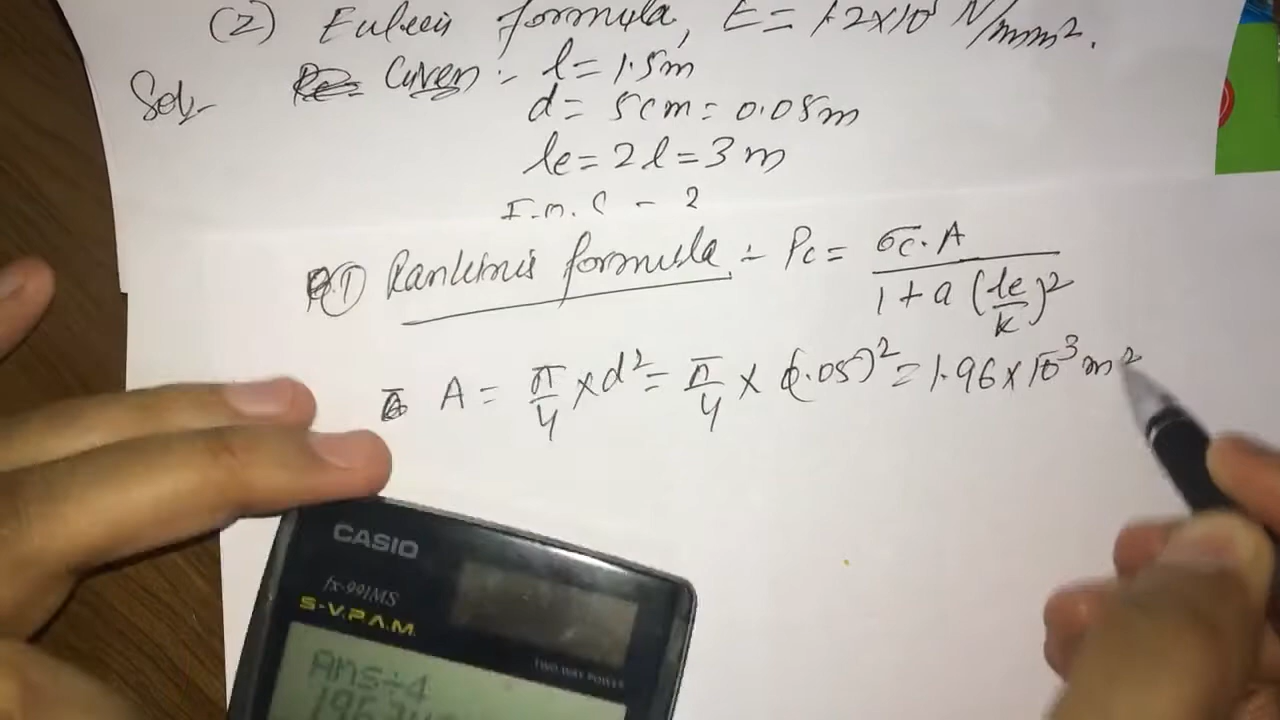 (2) Euler's formula, E = 1.2×10⁵ N/mm².
Sol- Given :- l = 1.5m
d = 5cm = 0.05m
le = 2l = 3 m
I.n. C - 2
① Rankine's formula :- Pc = σc. A / 1 + a (le/k)²
A = π/4 × d² = π/4 × (0.05)² = 1.96 × 10⁻³ m²
CASIO
fx-991MS
S-V.P.A.M.
TWO WAY POWER
Ans÷4